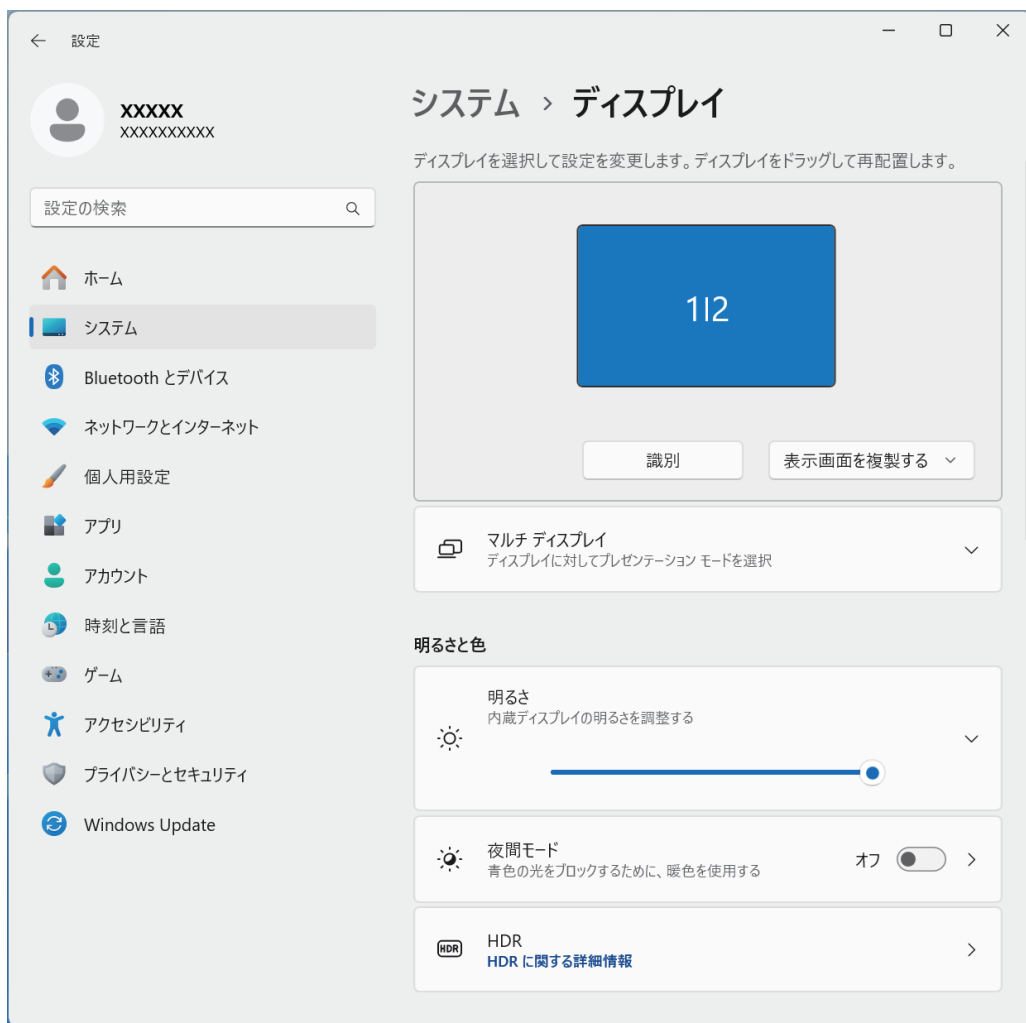 設定
XXXXX
XXXXXXXXXX
設定の検索
ホーム
システム
Bluetooth とデバイス
ネットワークとインターネット
個人用設定
アプリ
アカウント
時刻と言語
ゲーム
アクセシビリティ
プライバシーとセキュリティ
Windows Update
システム › ディスプレイ
ディスプレイを選択して設定を変更します。ディスプレイをドラッグして再配置します。
1|2
識別
表示画面を複製する
マルチ ディスプレイ
ディスプレイに対してプレゼンテーション モードを選択
明るさと色
明るさ
内蔵ディスプレイの明るさを調整する
夜間モード
青色の光をブロックするために、暖色を使用する
オフ
HDR
HDR
HDR に関する詳細情報